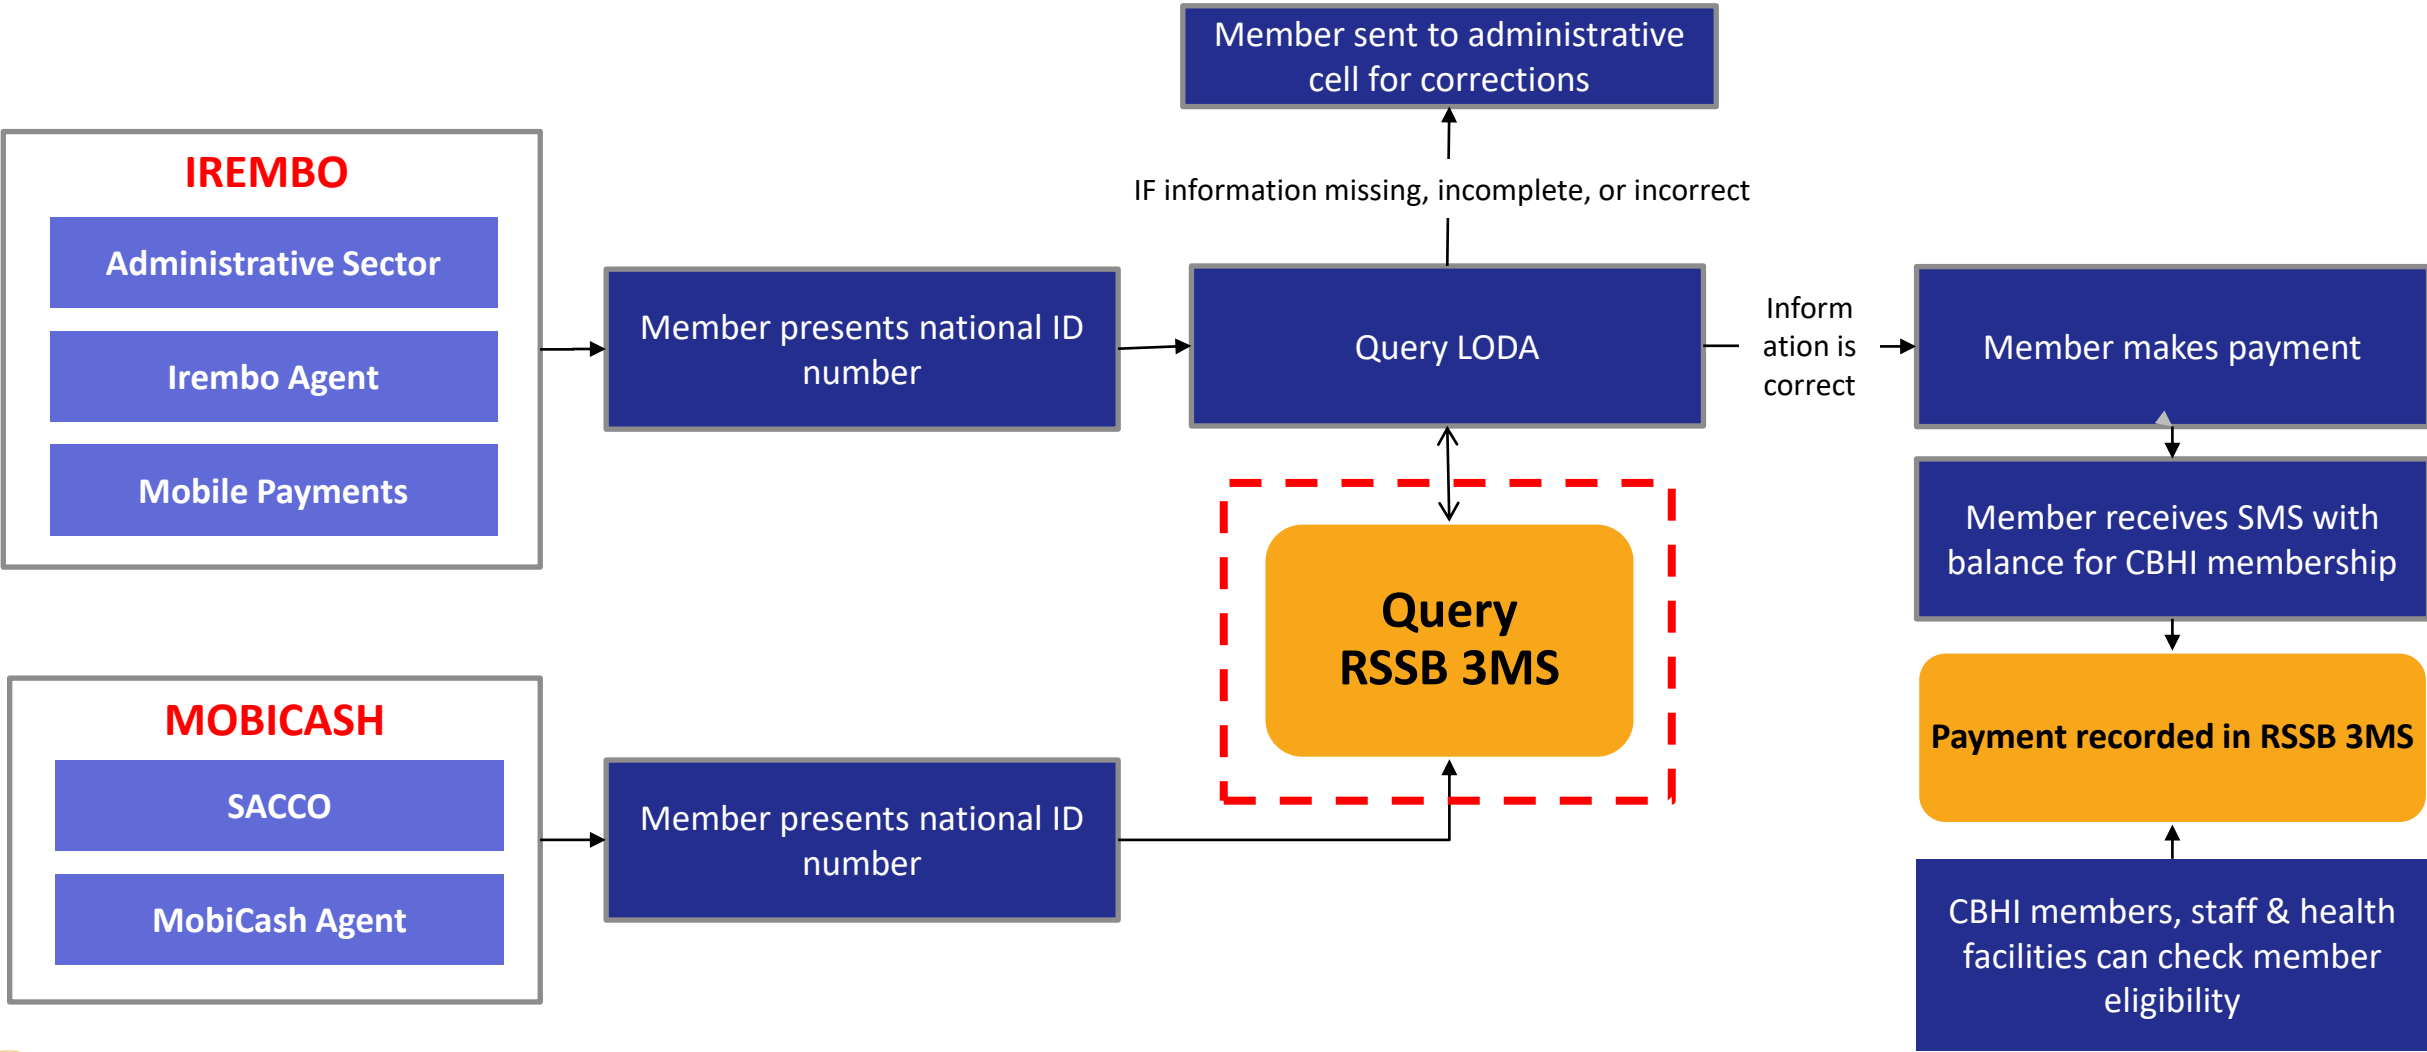 Member sent to administrative
cell for corrections
IF information missing, incomplete, or incorrect
IREMBO
Administrative Sector
Irembo Agent
Mobile Payments
Member presents national ID
number
Query LODA
Inform
ation is
correct
Member makes payment
Member receives SMS with
balance for CBHI membership
Query
RSSB 3MS
Payment recorded in RSSB 3MS
MOBICASH
SACCO
MobiCash Agent
Member presents national ID
number
CBHI members, staff & health
facilities can check member
eligibility